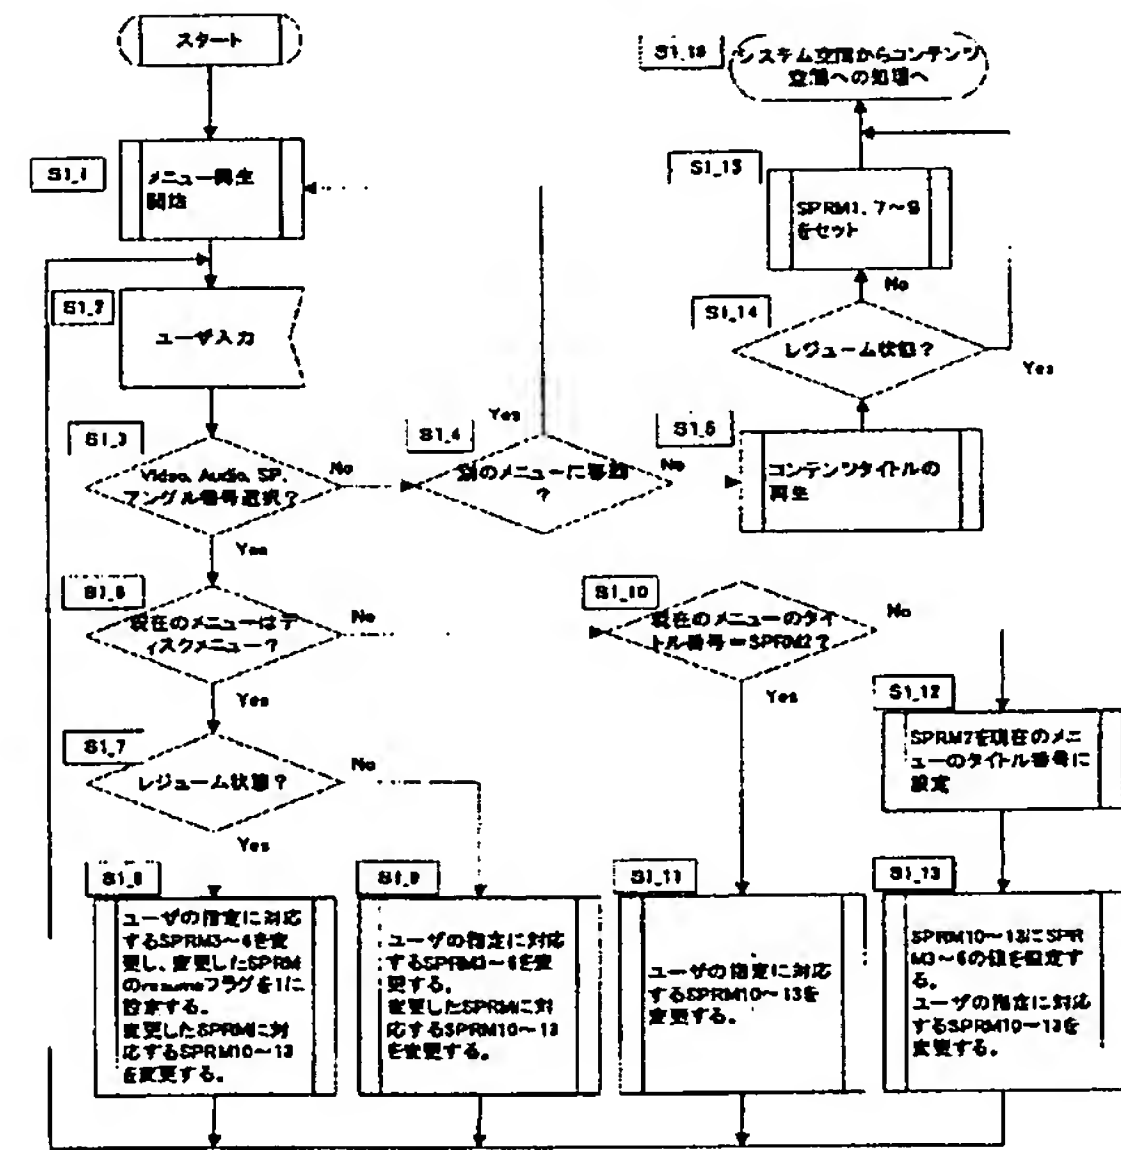 スタート
S1_1
メニュー再生
開始
S1_2
ユーザ入力
S1_3
Video, Audio, SP,
アングル番号選択？
No
Yes
S1_4
別のメニューに移動
？
Yes
No
S1_5
コンテンツタイトルの
再生
S1_14
レジューム状態？
No
Yes
S1_15
SPRM1, 7～9
をセット
S1_16
システム空間からコンテンツ
空間への処理へ
S1_6
現在のメニューはデ
ィスクメニュー？
No
Yes
S1_7
レジューム状態？
No
Yes
S1_8
ユーザの指定に対応
するSPRM3～6を変
更し、変更したSPRM
のresumeフラグを1に
設定する。
変更したSPRMに対
応するSPRM10～13
を変更する。
S1_9
ユーザの指定に対応
するSPRM3～6を変
更する。
変更したSPRMに対
応するSPRM10～13
を変更する。
S1_10
現在のメニューのタイ
トル番号＝SPRM2？
No
Yes
S1_11
ユーザの指定に対応
するSPRM10～13を
変更する。
S1_12
SPRM2を現在のメニ
ューのタイトル番号に
設定
S1_13
SPRM10～13にSPR
M3～6の値を設定す
る。
ユーザの指定に対応
するSPRM10～13を
変更する。